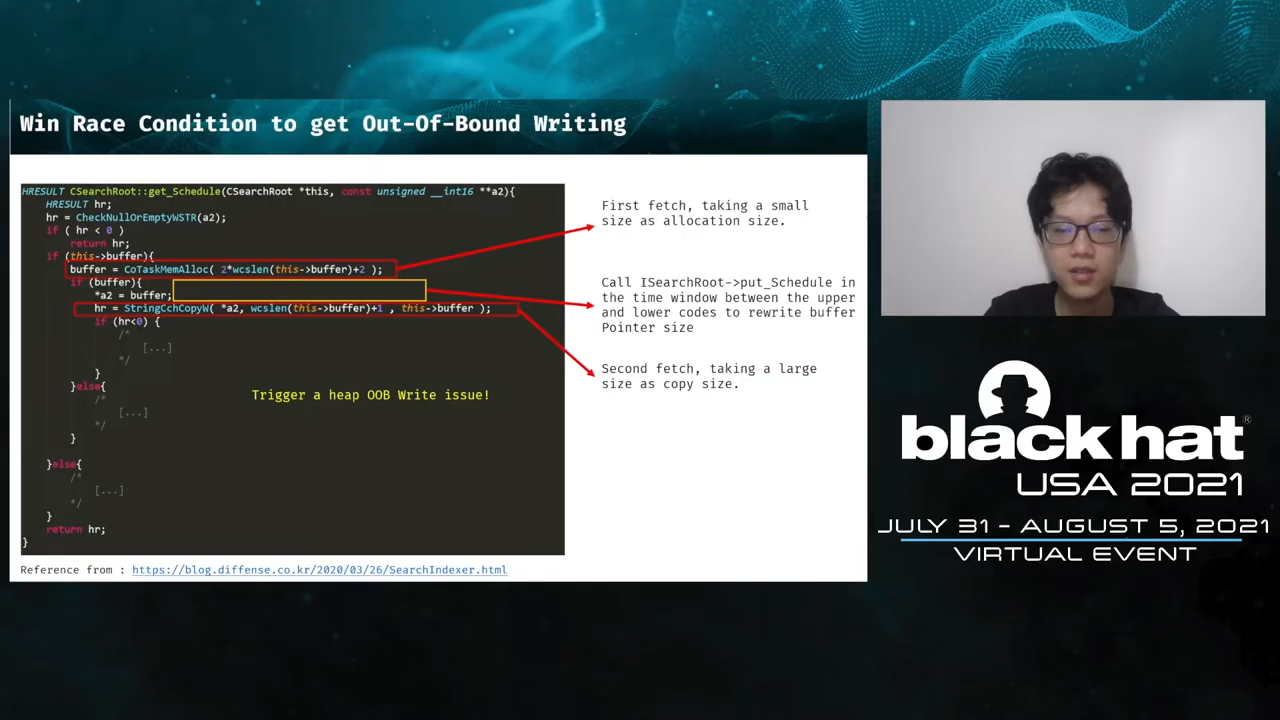 Win Race Condition to get Out-Of-Bound Writing
HRESULT CSearchRoot::get_Schedule(CSearchRoot *this, const unsigned __int16 **a2){
HRESULT hr;
hr = CheckNullOrEmptyWSTR(a2);
if ( hr < 0 )
return hr;
if (this->buffer){
buffer = CoTaskMemAlloc( 2*wcslen(this->buffer)+2 );
if (buffer){
*a2 = buffer;
hr = StringCchCopyW( *a2, wcslen(this->buffer)+1 , this->buffer );
if (hr<0) {
/*
[...]
*/
}
}else{
/*
[...]
*/
}
}else{
/*
[...]
*/
}
return hr;
}
Trigger a heap OOB Write issue!
First fetch, taking a small
size as allocation size.
Call ISearchRoot->put_Schedule in
the time window between the upper
and lower codes to rewrite buffer
Pointer size
Second fetch, taking a large
size as copy size.
Reference from : https://blog.diffense.co.kr/2020/03/26/SearchIndexer.html
black hat®
USA 2021
JULY 31 - AUGUST 5, 2021
VIRTUAL EVENT